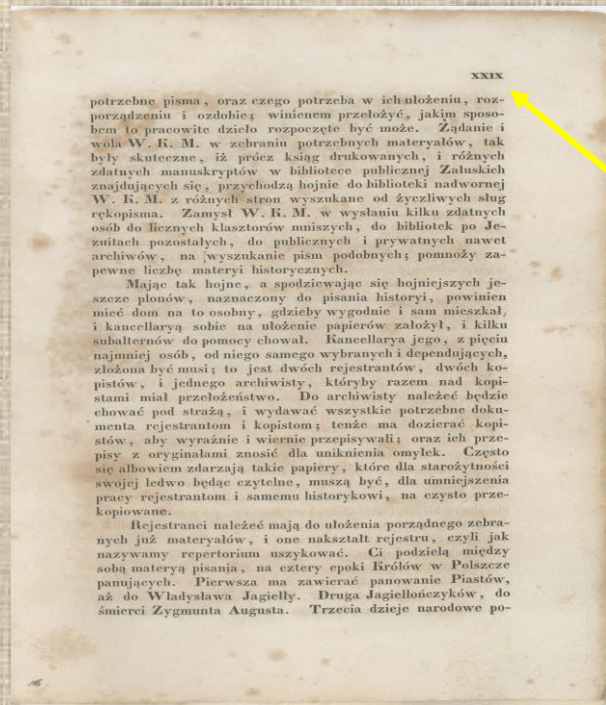 XXIX
potrzebne pisma, oraz czego potrzeba w ich ułożeniu, roz-
porządzeniu i ozdobie; winienem przełożyć, jakim sposo-
bem to pracowite dzieło rozpoczęte być może. Żądanie i
wola W. K. M. w zebraniu potrzebnych materyałów, tak
były skuteczne, iż prócz ksiąg drukowanych, i różnych
zdatnych manuskryptów w bibliotece publicznej Załuskich
znajdujących się, przychodzą hojnie do biblioteki nadwornej
W. K. M. z różnych stron wyszukane od życzliwych sług
rękopisma. Zamysł W. K. M. w wysłaniu kilku zdatnych
osób do licznych klasztorów mniszych, do bibliotek po Je-
zuitach pozostałych, do publicznych i prywatnych nawet
archiwów, na [wyszukanie pism podobnych; pomnoży za-
pewne liczbę materyi historycznych.
Mając tak hojne, a spodziewając się hojniejszych je-
szcze plonów, naznaczony do pisania historyi, powinien
mieć dom na to osobny, gdzieby wygodnie i sam mieszkał,
i kancellaryą sobie na ułożenie papierów założył, i kilku
subalternów do pomocy chował. Kancellarya jego, z pięciu
najmniej osób, od niego samego wybranych i dependujących,
złożona być musi; to jest dwóch rejestrantów, dwóch ko-
pistów, i jednego archiwisty, któryby razem nad kopi-
stami miał przełożeństwo. Do archiwisty należeć będzie
chować pod strażą, i wydawać wszystkie potrzebne doku-
menta rejestrantom i kopistom; tenże ma dozierać kopi-
stów, aby wyraźnie i wiernie przepisywali; oraz ich prze-
pisy z oryginałami znosić dla uniknienia omyłek. Często
się albowiem zdarzają takie papiery, które dla starożytności
swojej ledwo będąc czytelne, muszą być, dla umniejszenia
pracy rejestrantom i samemu historykowi, na czysto prze-
kopiowane.
Rejestranci należeć mają do ułożenia porządnego zebra-
nych już materyałów, i one nakształt rejestru, czyli jak
nazywamy repertorium uszykować. Ci podzielą między
sobą materyą pisania, na cztery epoki Królów w Polszcze
panujących. Pierwsza ma zawierać panowanie Piastów,
aż do Władysława Jagiełły. Druga Jagiellończyków, do
śmierci Zygmunta Augusta. Trzecia dzieje narodowe po-